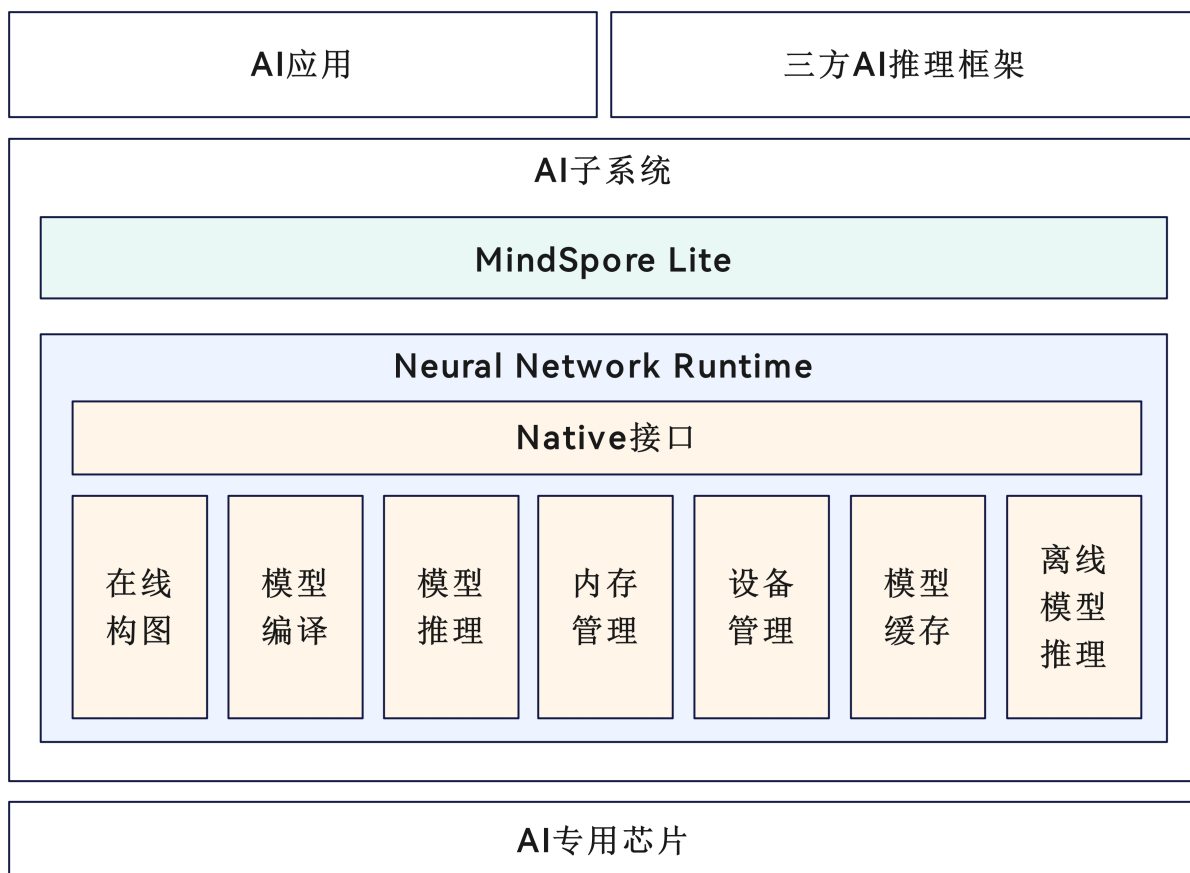 AI应用
三方AI推理框架
AI子系统
MindSpore Lite
Neural Network Runtime
Native接口
在线
构图
模型
编译
模型
推理
内存
管理
设备
管理
模型
缓存
离线
模型
推理
AI专用芯片